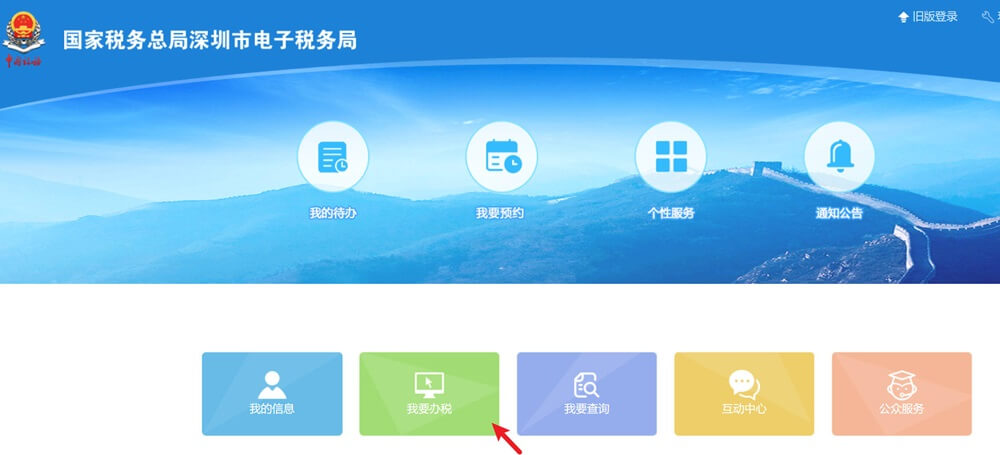 旧版登录
国家税务总局深圳市电子税务局
中国税务
我的待办
我要预约
个性服务
通知公告
我的信息
我要办税
我要查询
互动中心
公众服务